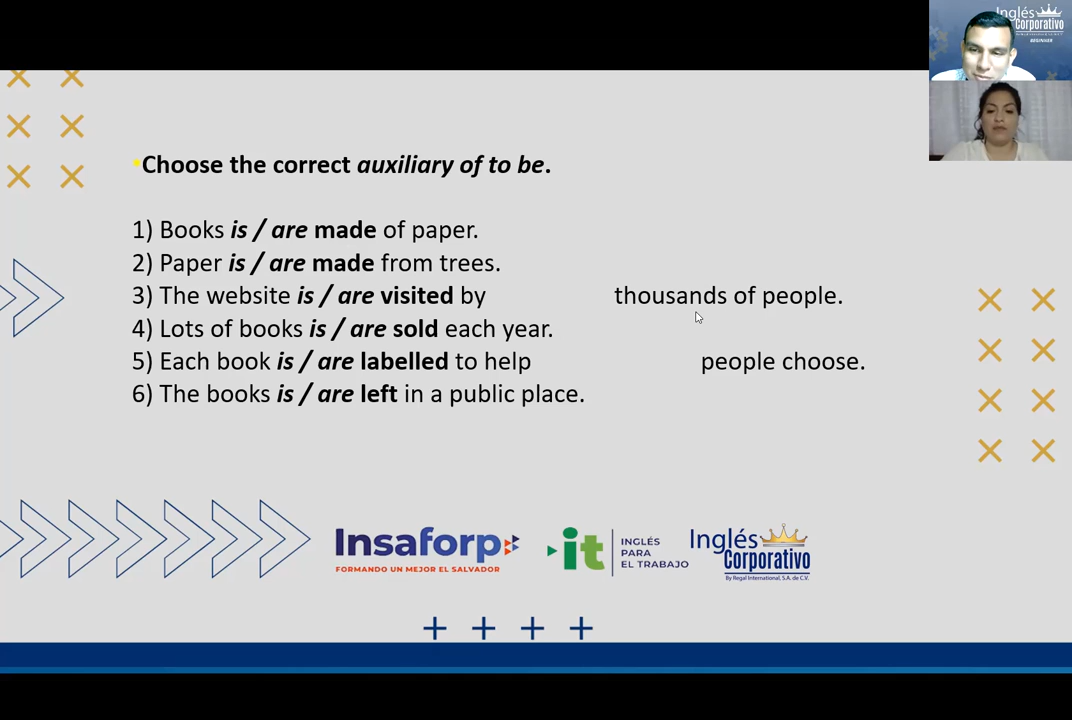 Inglés
Corporativo
BEGINNER
•Choose the correct auxiliary of to be.
1) Books is / are made of paper.
2) Paper is / are made from trees.
3) The website is / are visited by thousands of people.
4) Lots of books is / are sold each year.
5) Each book is / are labelled to help people choose.
6) The books is / are left in a public place.
Insaforp
FORMANDO UN MEJOR EL SALVADOR
it
INGLÉS
PARA
EL TRABAJO
Inglés
Corporativo
By Regal International, S.A. de C.V.